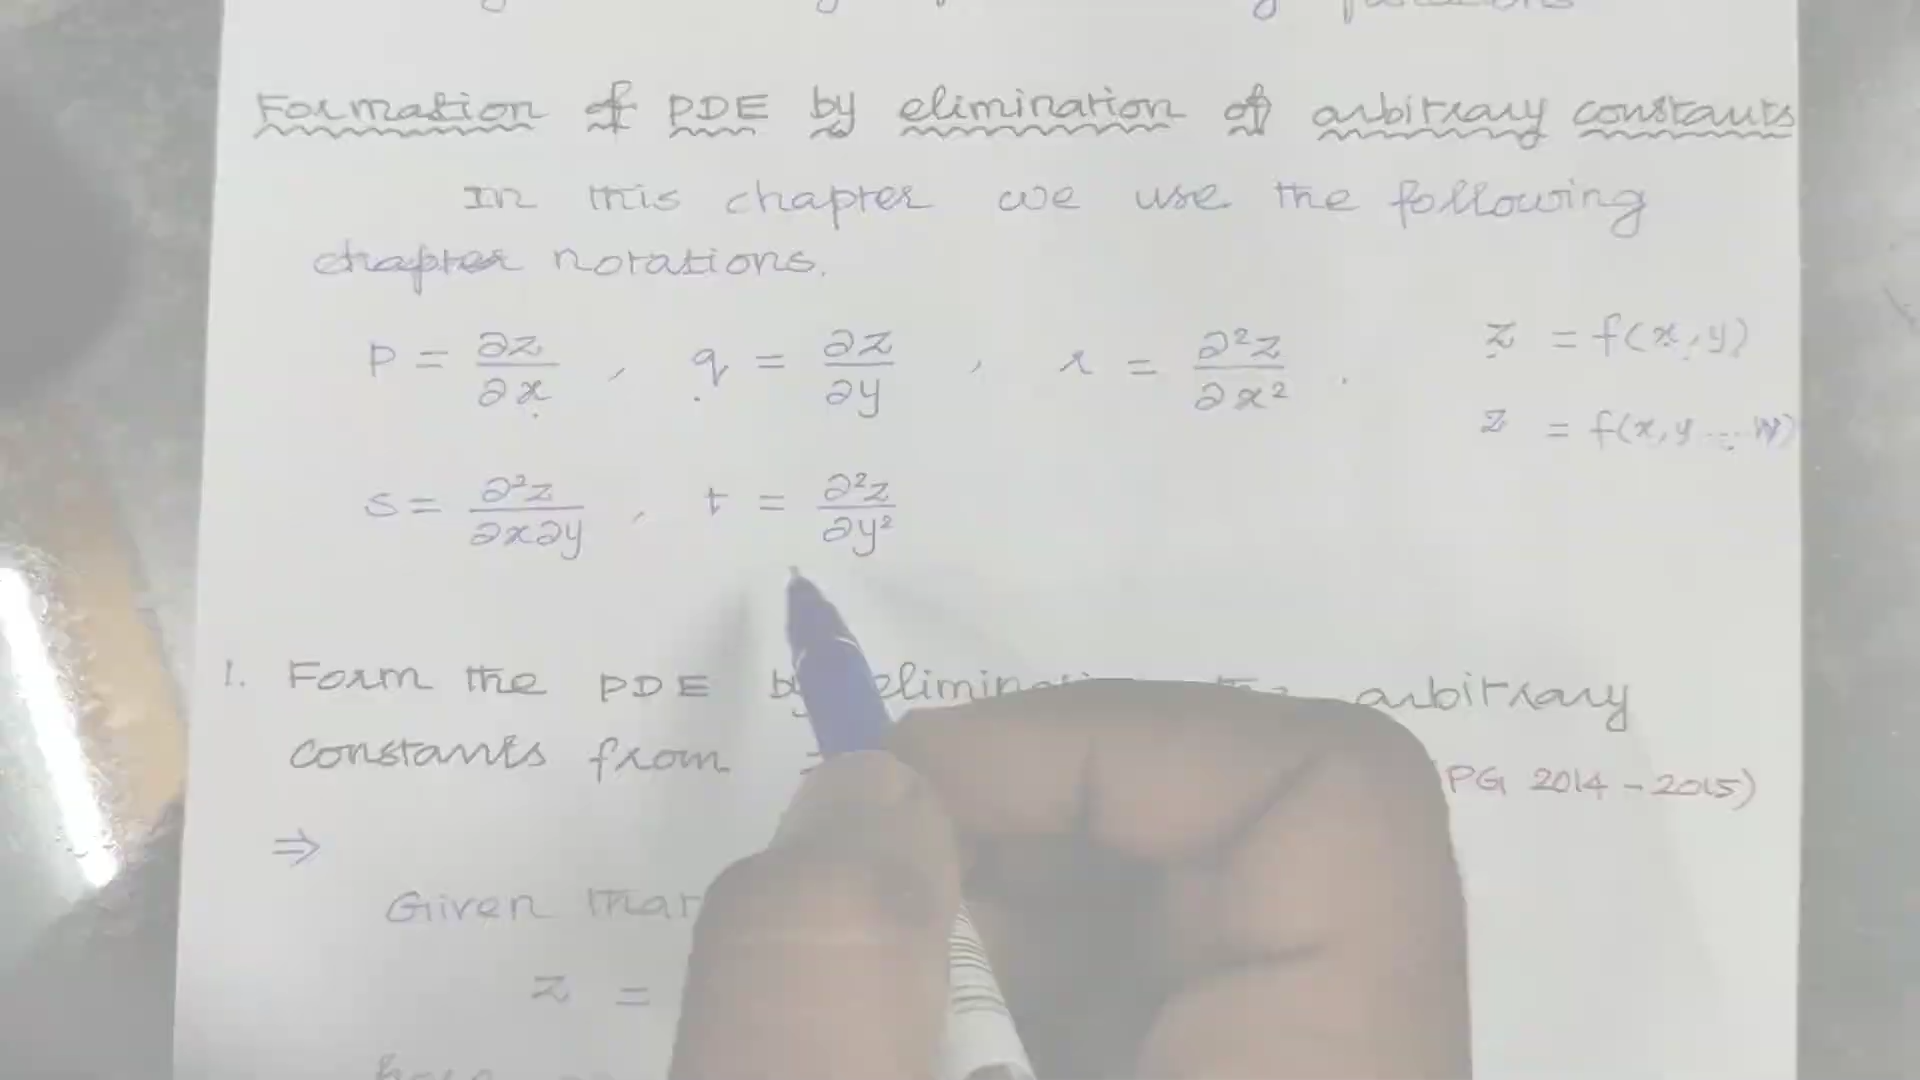 Formation of PDE by elimination of arbitrary constants
In this chapter we use the following
chapter notations.
P = ∂z/∂x , q = ∂z/∂y , r = ∂²z/∂x² . z = f(x,y)
z = f(x,y ... w)
s = ∂²z/∂x∂y , t = ∂²z/∂y²
1. Form the PDE by arbitrary
constants from PG 2014-2015)
⇒
Given that
z =